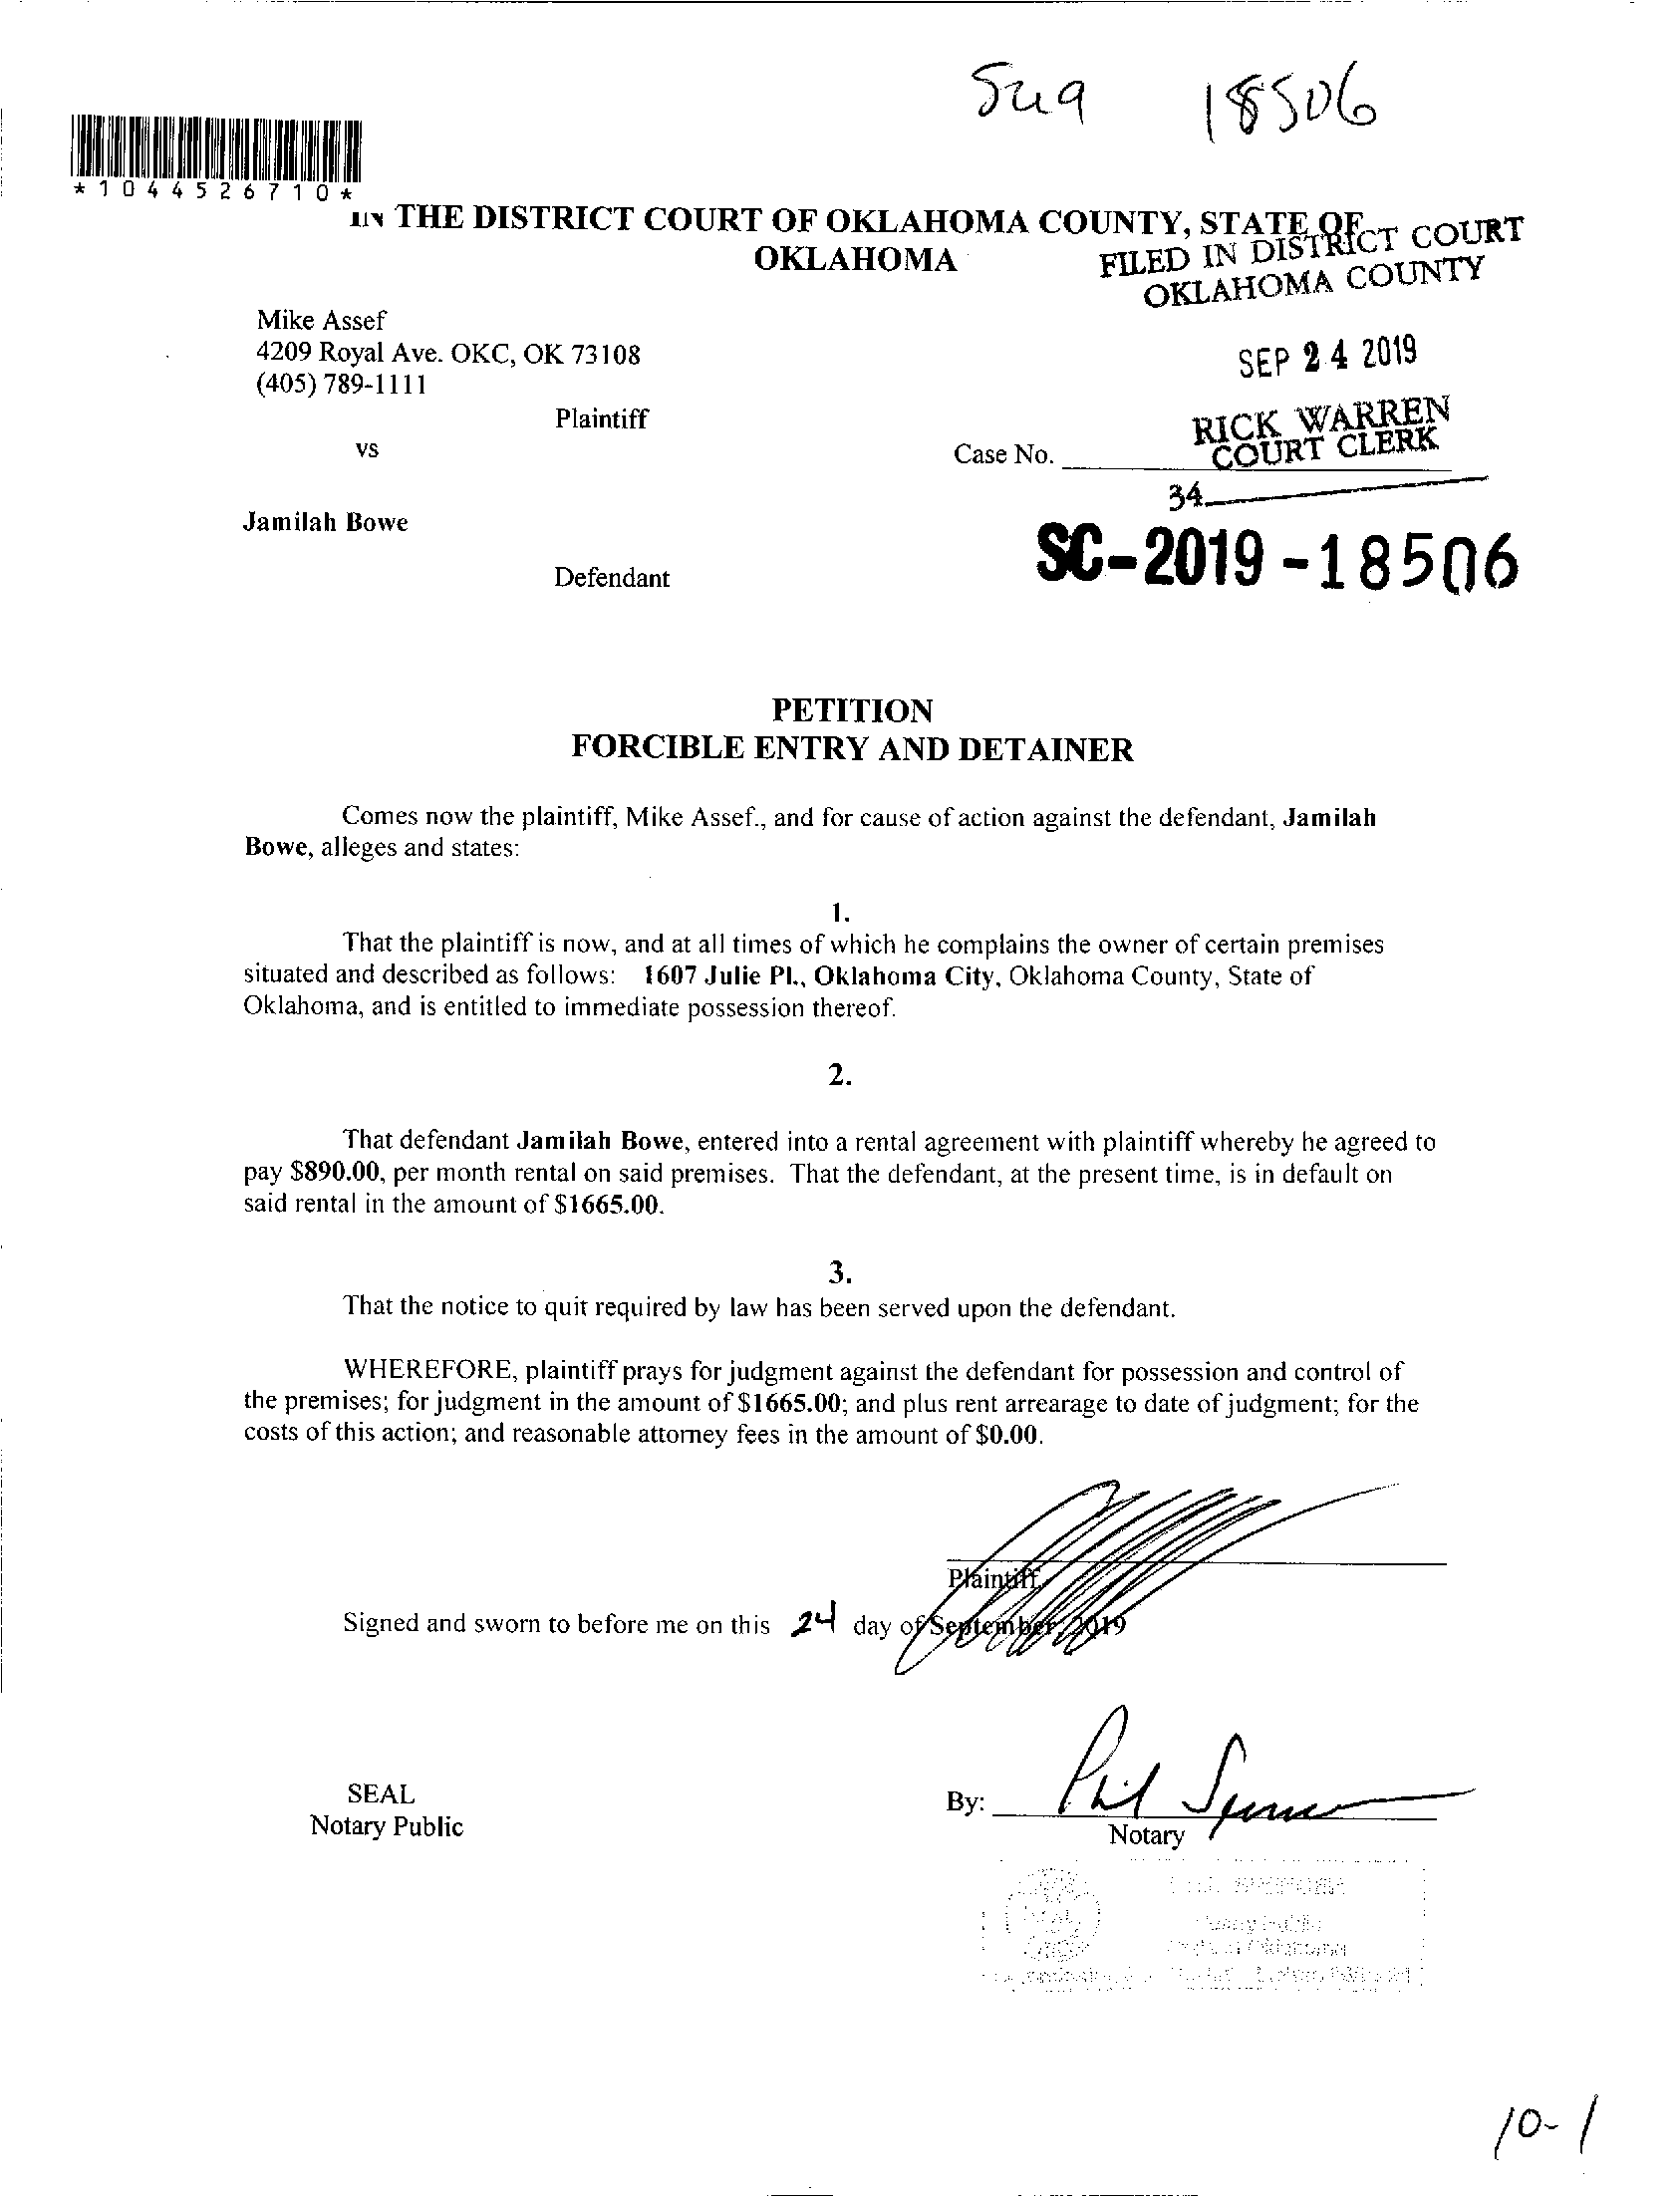 18506
*1044526710*
IN THE DISTRICT COURT OF OKLAHOMA COUNTY, STATE OF
OKLAHOMA
FILED IN DISTRICT COURT
OKLAHOMA COUNTY
Mike Assef
4209 Royal Ave. OKC, OK 73108
(405) 789-1111
SEP 24 2019
Plaintiff
RICK WARREN
COURT CLERK
vs
Case No.
34
Jamilah Bowe
SC-2019-18506
Defendant
PETITION
FORCIBLE ENTRY AND DETAINER
Comes now the plaintiff, Mike Assef., and for cause of action against the defendant, Jamilah
Bowe, alleges and states:
1.
That the plaintiff is now, and at all times of which he complains the owner of certain premises
situated and described as follows: 1607 Julie Pl., Oklahoma City, Oklahoma County, State of
Oklahoma, and is entitled to immediate possession thereof.
2.
That defendant Jamilah Bowe, entered into a rental agreement with plaintiff whereby he agreed to
pay $890.00, per month rental on said premises. That the defendant, at the present time, is in default on
said rental in the amount of $1665.00.
3.
That the notice to quit required by law has been served upon the defendant.
WHEREFORE, plaintiff prays for judgment against the defendant for possession and control of
the premises; for judgment in the amount of $1665.00; and plus rent arrearage to date of judgment; for the
costs of this action; and reasonable attorney fees in the amount of $0.00.
Plaintiff,
Signed and sworn to before me on this 24 day of September, 2019
SEAL
Notary Public
By: Phil
Notary
10-1